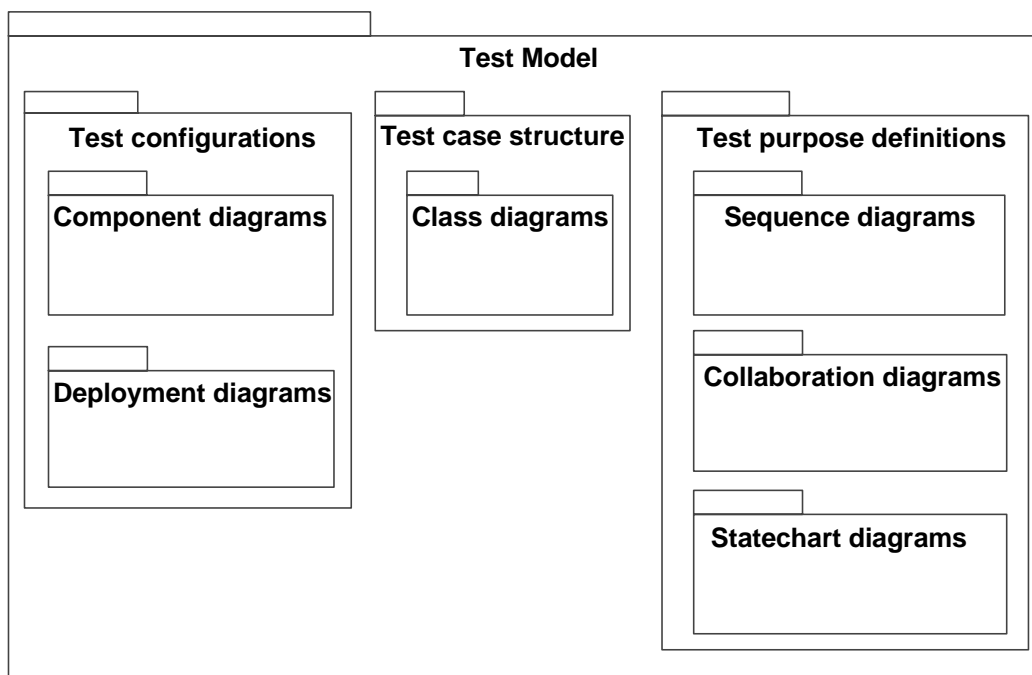 Test Model
Test configurations
Component diagrams
Deployment diagrams
Test case structure
Class diagrams
Test purpose definitions
Sequence diagrams
Collaboration diagrams
Statechart diagrams